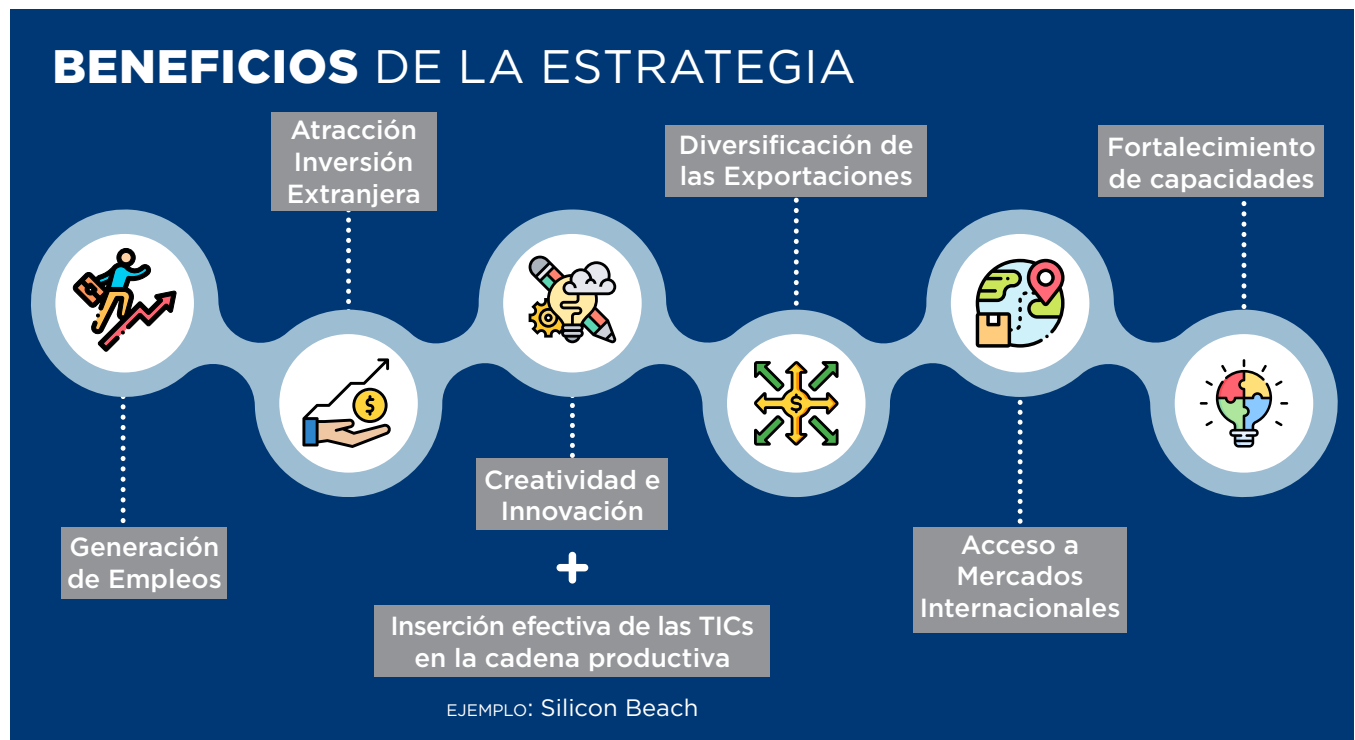 BENEFICIOS DE LA ESTRATEGIA
Generación
de Empleos
Atracción
Inversión
Extranjera
Creatividad e
Innovación
+
Inserción efectiva de las TICs
en la cadena productiva
EJEMPLO: Silicon Beach
Diversificación de
las Exportaciones
Acceso a
Mercados
Internacionales
Fortalecimiento
de capacidades
$
$